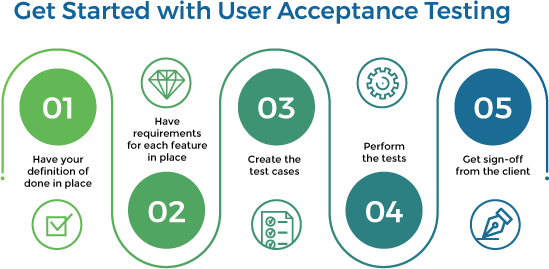 Get Started with User Acceptance Testing
01
Have your
definition of
done in place
Have
requirements
for each feature
in place
02
03
Create the
test cases
Perform
the tests
04
05
Get sign-off
from the client